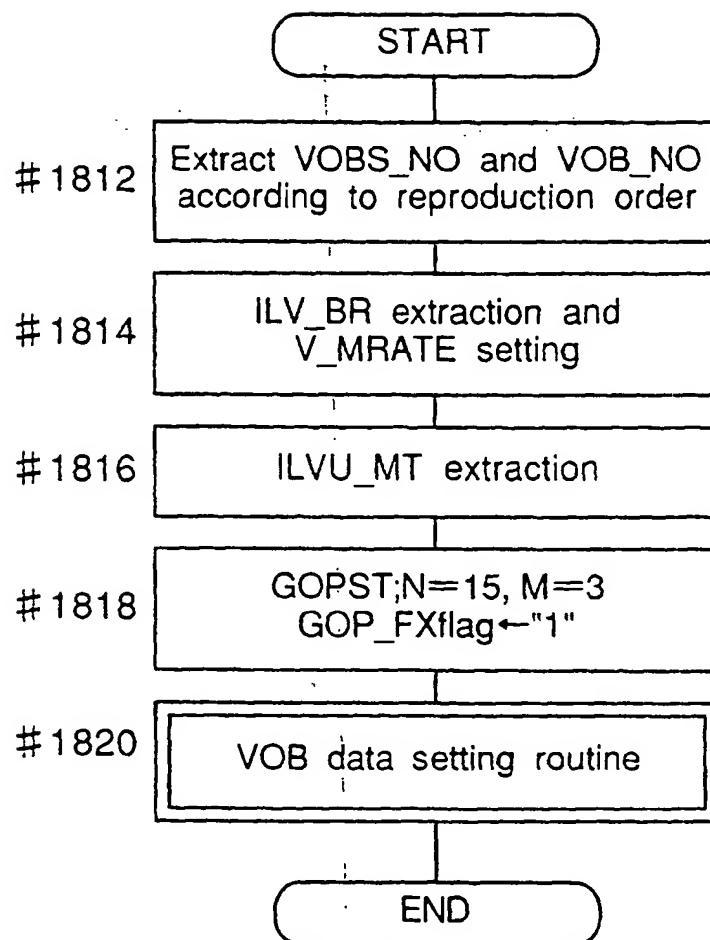 START
#1812
Extract VOBS_NO and VOB_NO
according to reproduction order
#1814
ILV_BR extraction and
V_MRATE setting
#1816
ILVU_MT extraction
#1818
GOPST;N=15, M=3
GOP_FXflag←"1"
#1820
VOB data setting routine
END